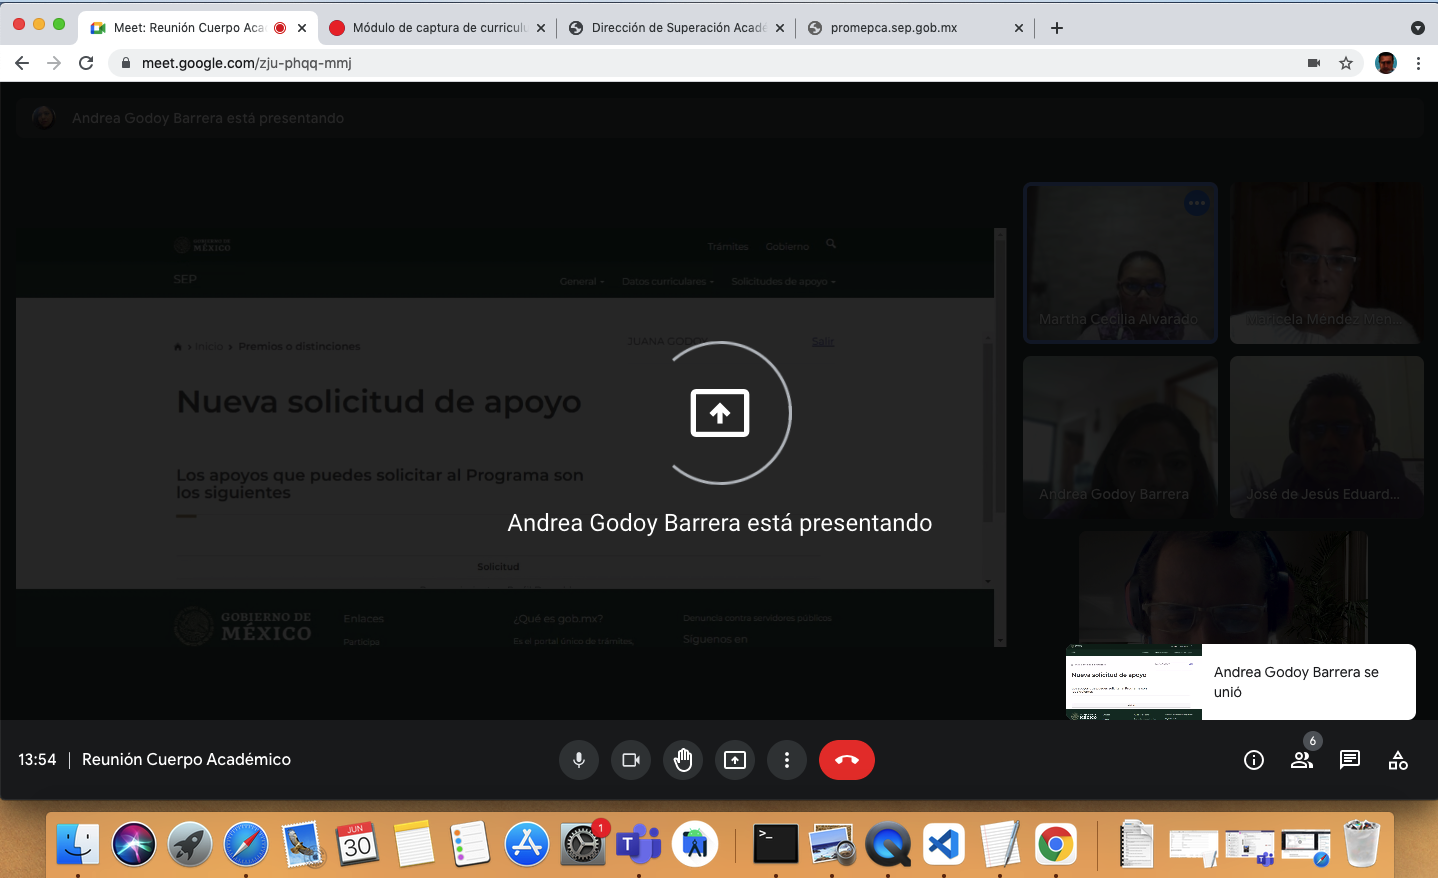 Meet: Reunión Cuerpo Aca
Módulo de captura de curricul
Dirección de Superación Acadé
promepca.sep.gob.mx
meet.google.com/zju-phqq-mmj
Andrea Godoy Barrera está presentando
GOBIERNO DE
MÉXICO
Trámites Gobierno
SEP
General Datos curriculares Solicitudes de apoyo
Inicio Premios o distinciones
JUANA GODO
Salir
Nueva solicitud de apoyo
Los apoyos que puedes solicitar al Programa son
los siguientes
Solicitud
Andrea Godoy Barrera está presentando
GOBIERNO DE
MÉXICO
Enlaces
Participa
¿Qué es gob.mx?
Es el portal único de trámites,
Denuncia contra servidores públicos
Síguenos en
Martha Cecilia Alvarado
Maricela Méndez Mén...
Andrea Godoy Barrera
José de Jesús Eduard...
Nueva solicitud de apoyo
Andrea Godoy Barrera se
unió
13:54 | Reunión Cuerpo Académico
6
JUN
30
1
>_